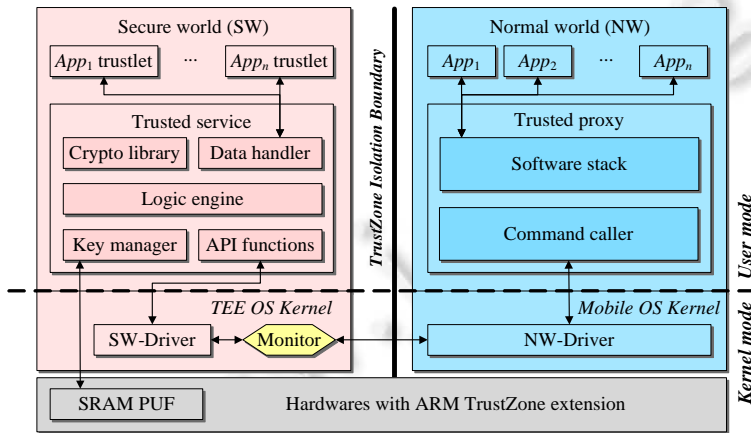 Secure world (SW)
App1 trustlet ... Appn trustlet
Trusted service
Crypto library
Data handler
Logic engine
Key manager
API functions
TEE OS Kernel
SW-Driver
Monitor
TrustZone Isolation Boundary
Normal world (NW)
App1
App2
...
Appn
Trusted proxy
Software stack
Command caller
Mobile OS Kernel
NW-Driver
User mode
Kernel mode
SRAM PUF
Hardwares with ARM TrustZone extension